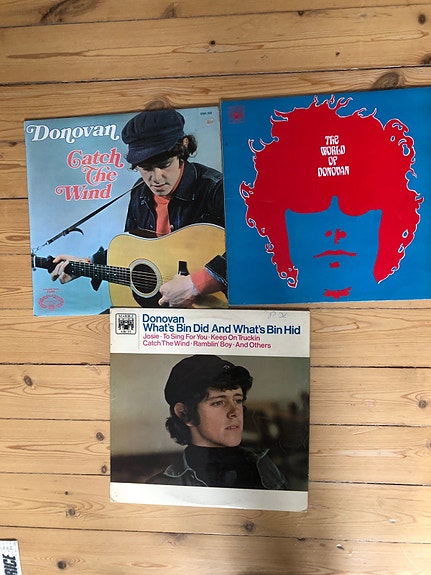 Donovan
Catch
The
Wind
THE
WORLD
OF
DONOVAN
Donovan
What's Bin Did And What's Bin Hid
Josie · To Sing For You · Keep On Truckin
Catch The Wind · Ramblin' Boy · And Others
RICE